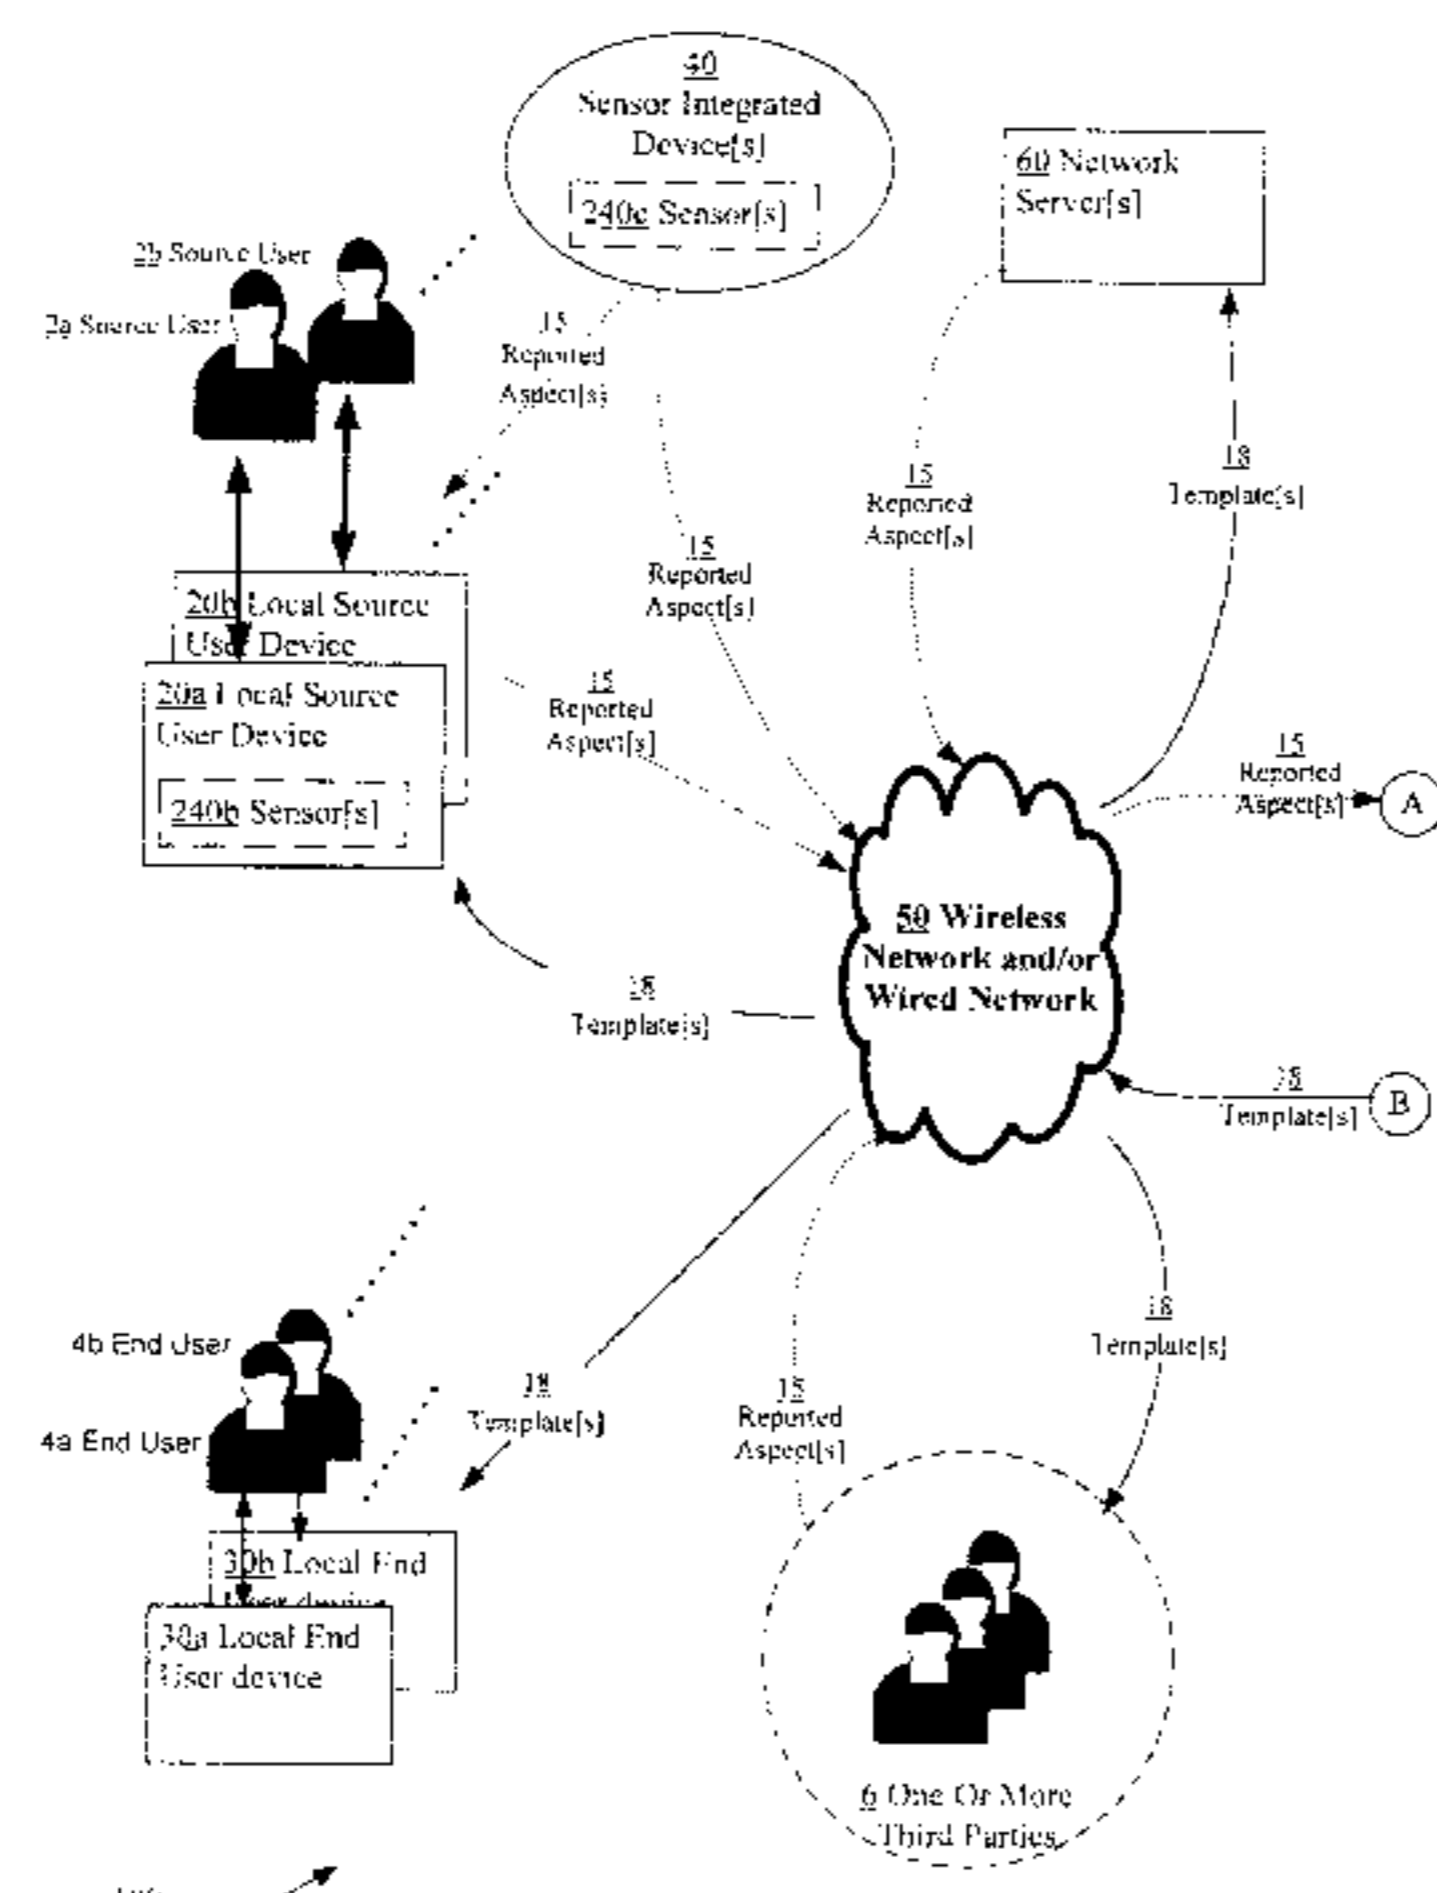 40
Sensor Integrated
Device[s]
240c Sensor[s]
60 Network
Server[s]
2b Source User
2a Source User
15
Reported
Aspect[s]
15
Reported
Aspect[s]
15
Reported
Aspect[s]
18
Template[s]
20b Local Source
User Device
20a Local Source
User Device
240b Sensor[s]
15
Reported
Aspect[s]
15
Reported
Aspect[s]
A
50 Wireless
Network and/or
Wired Network
18
Template[s]
18
Template[s]
B
18
Template[s]
18
Template[s]
15
Reported
Aspect[s]
4b End User
4a End User
30b Local End
User device
30a Local End
User device
6 One Or More
Third Parties